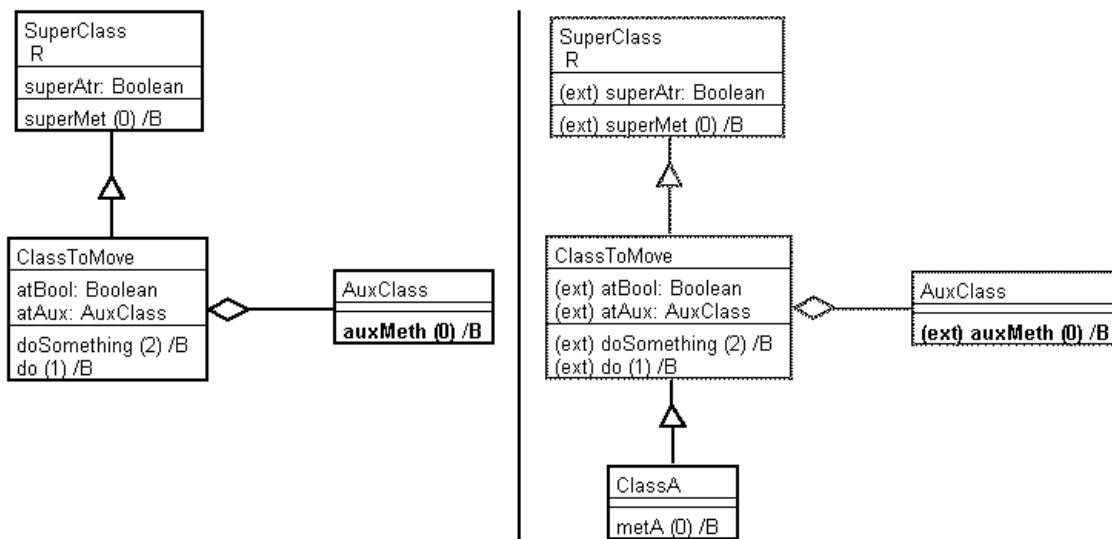 SuperClass
R
superAtr: Boolean
superMet (0) /B
ClassToMove
atBool: Boolean
atAux: AuxClass
doSomething (2) /B
do (1) /B
AuxClass
auxMeth (0) /B
SuperClass
R
(ext) superAtr: Boolean
(ext) superMet (0) /B
ClassToMove
(ext) atBool: Boolean
(ext) atAux: AuxClass
(ext) doSomething (2) /B
(ext) do (1) /B
AuxClass
(ext) auxMeth (0) /B
ClassA
metA (0) /B